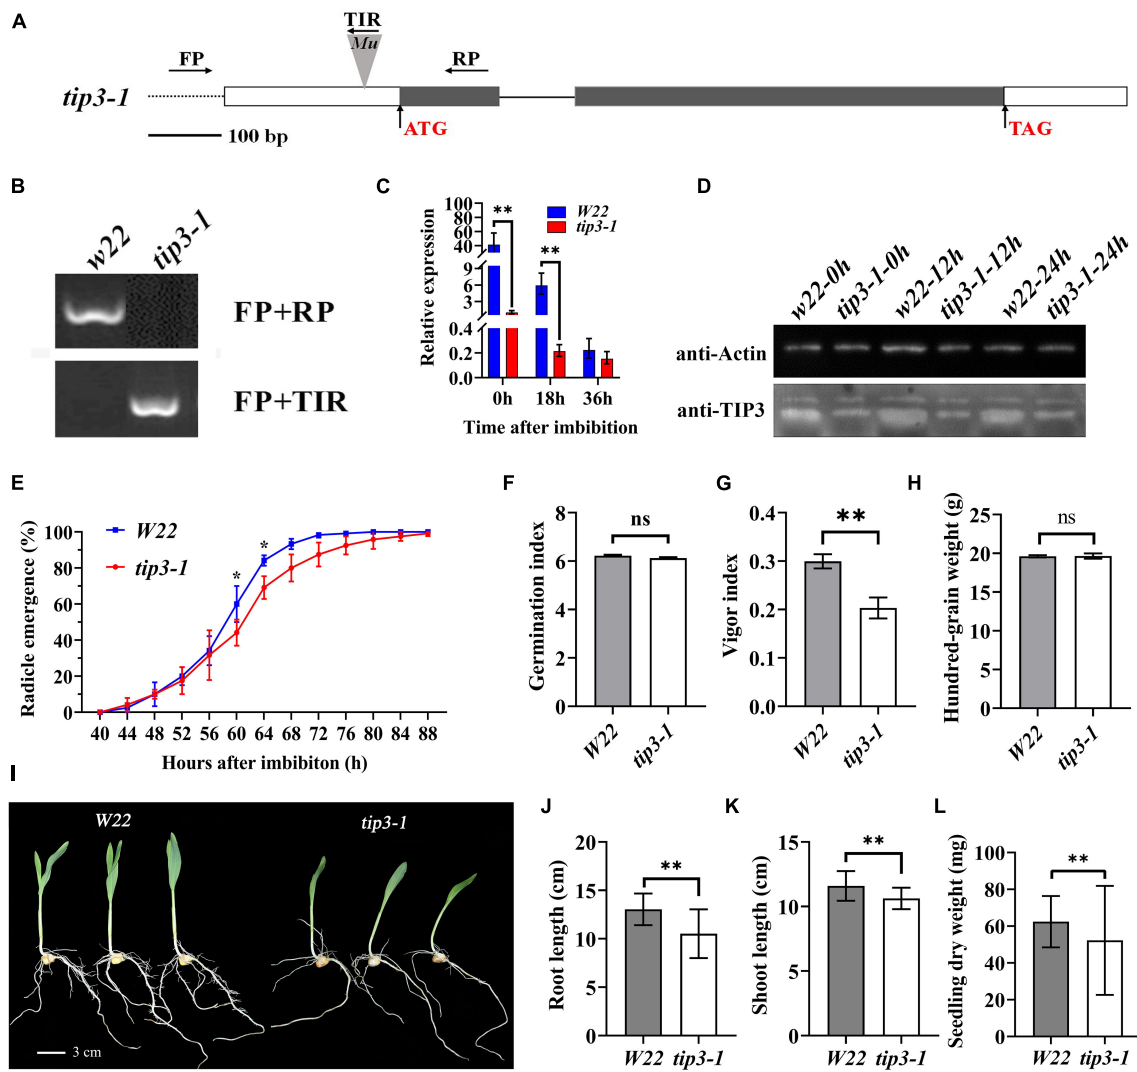 A
TIR
Mu
FP
RP
tip3-1
ATG
TAG
100 bp
B
w22
tip3-1
FP+RP
FP+TIR
C
Relative expression
100
80
60
40
9
6
3
0.4
0.2
0.0
**
**
W22
tip3-1
0h
18h
36h
Time after imbibition
D
w22-0h
tip3-1-0h
w22-12h
tip3-1-12h
w22-24h
tip3-1-24h
anti-Actin
anti-TIP3
E
Radicle emergence (%)
100
80
60
40
20
0
W22
tip3-1
*
*
40 44 48 52 56 60 64 68 72 76 80 84 88
Hours after imbibiton (h)
F
Germination index
8
6
4
2
0
ns
W22
tip3-1
G
Vigor index
0.4
0.3
0.2
0.1
0.0
**
W22
tip3-1
H
Hundred-grain weight (g)
25
20
15
10
5
0
ns
W22
tip3-1
I
W22
tip3-1
3 cm
J
Root length (cm)
20
15
10
5
0
**
W22 tip3-1
K
Shoot length (cm)
15
10
5
0
**
W22 tip3-1
L
Seedling dry weight (mg)
100
80
60
40
20
0
**
W22 tip3-1